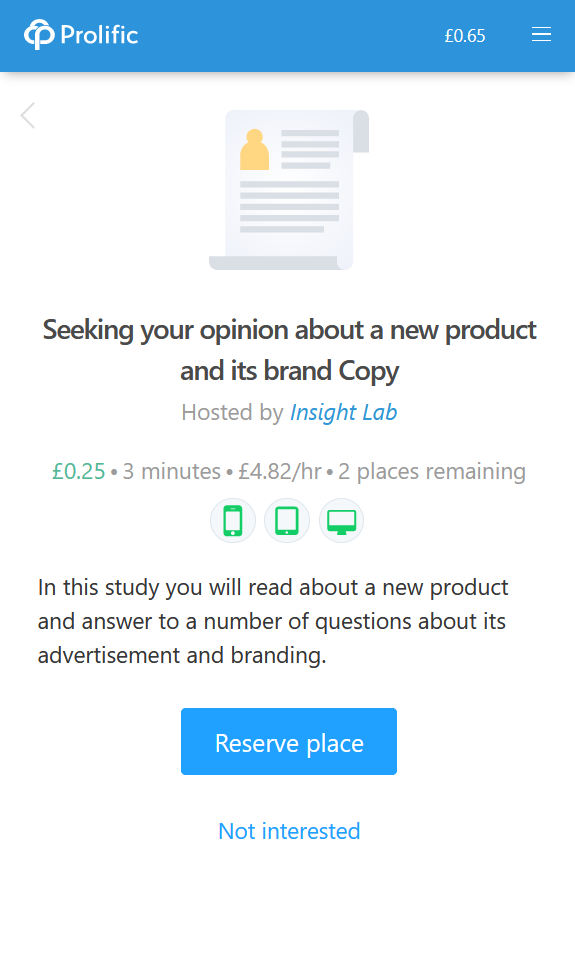 Prolific
£0.65
Seeking your opinion about a new product
and its brand Copy
Hosted by Insight Lab
£0.25 • 3 minutes • £4.82/hr • 2 places remaining
In this study you will read about a new product
and answer to a number of questions about its
advertisement and branding.
Reserve place
Not interested